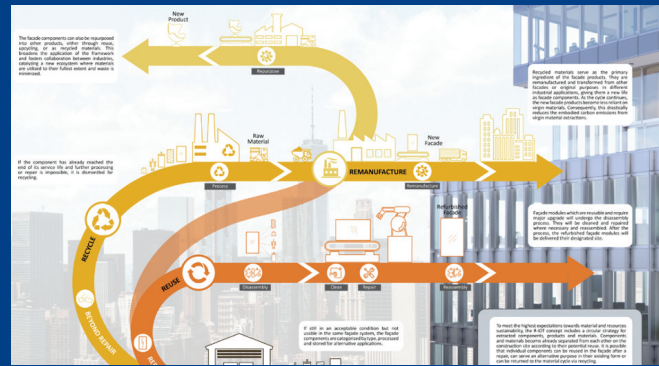 New
Product
The facade components can also be repurposed
into other products, either through reuse,
upcycling, or as recycled materials. This
broadens the application of the framework
and fosters collaboration between industries,
catalyzing a new ecosystem where materials
are utilized to their fullest extent and waste is
minimized.
Repurpose
Recycled materials serve as the primary
ingredient of the facade products. They are
remanufactured and transformed from other
facades or original purposes in different
industrial applications, giving them a new life
as facade components. As the cycle continues,
the new facade products become less reliant on
virgin materials. Consequently, this drastically
reduces the embodied carbon emissions from
virgin material extractions.
Raw
Material
New
Facade
If the component has already reached the
end of its service life and further processing
or repair is impossible, it is dismantled for
recycling.
Process
REMANUFACTURE
Remanufacture
Refurbished
Facade
Façade modules which are reusable and require
major upgrade will undergo the disassembly
process. They will be cleaned and repaired
where necessary and reassembled. After the
process, the refurbished façade modules will
be delivered their designated site.
RECYCLE
REUSE
Disassembly
Clean
Repair
Reassembly
BEYOND REPAIR
If still in an acceptable condition but not
usable in the same façade system, the façade
components are categorized by type, processed
and stored for alternative applications.
To meet the highest expectations towards material and resources
sustainability, the R-IOT concept includes a circular strategy for
extracted components, products and materials. Components
and materials become already separated from each other on the
construction site according to their potential reuse. It is possible
that individual components can be reused in the façade after a
repair, can serve an alternative purpose in their existing form or
can be returned to the material cycle via recycling.